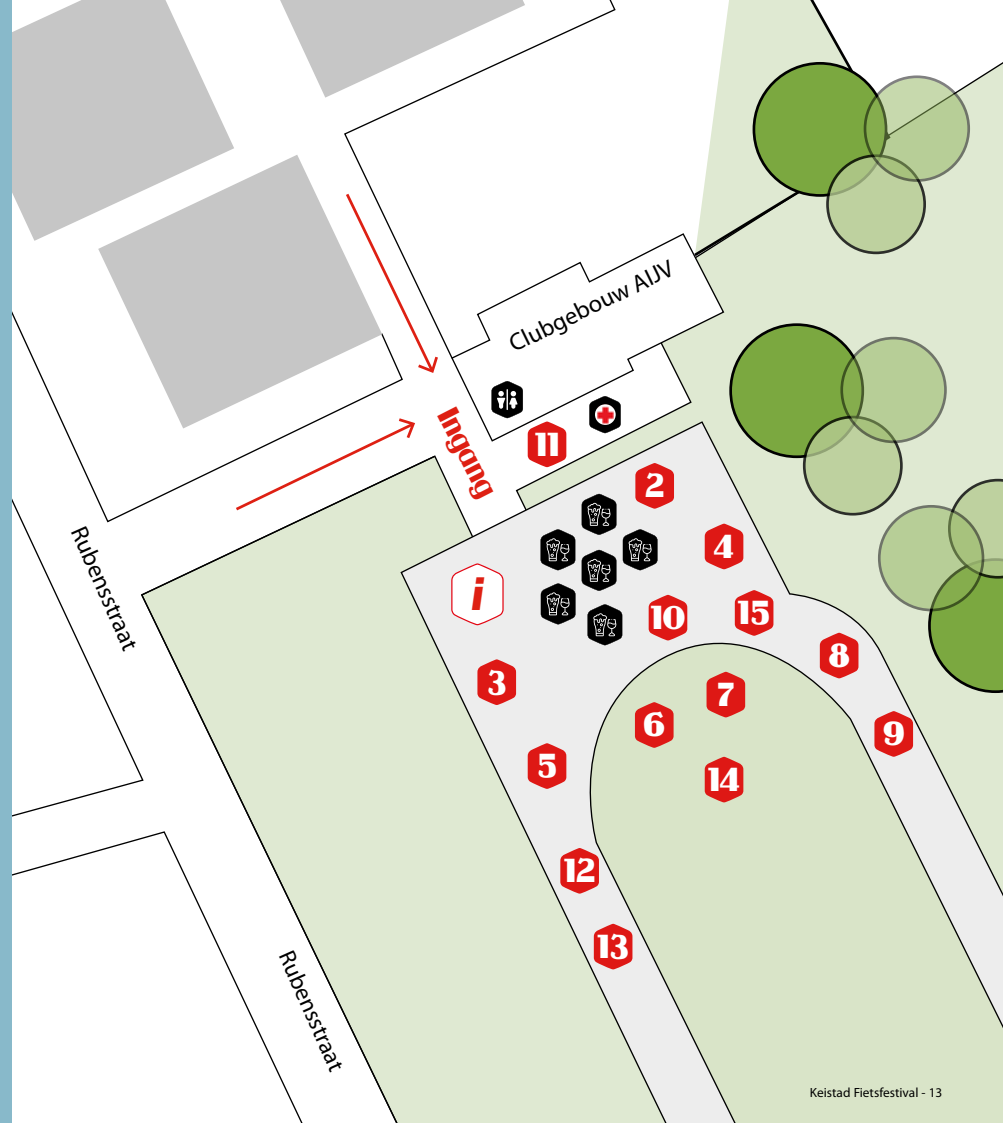 Clubgebouw AIJV
Ingang
11
2
4
i
10
15
8
3
7
6
9
5
14
12
13
Rubensstraat
Rubensstraat
Keistad Fietsfestival - 13